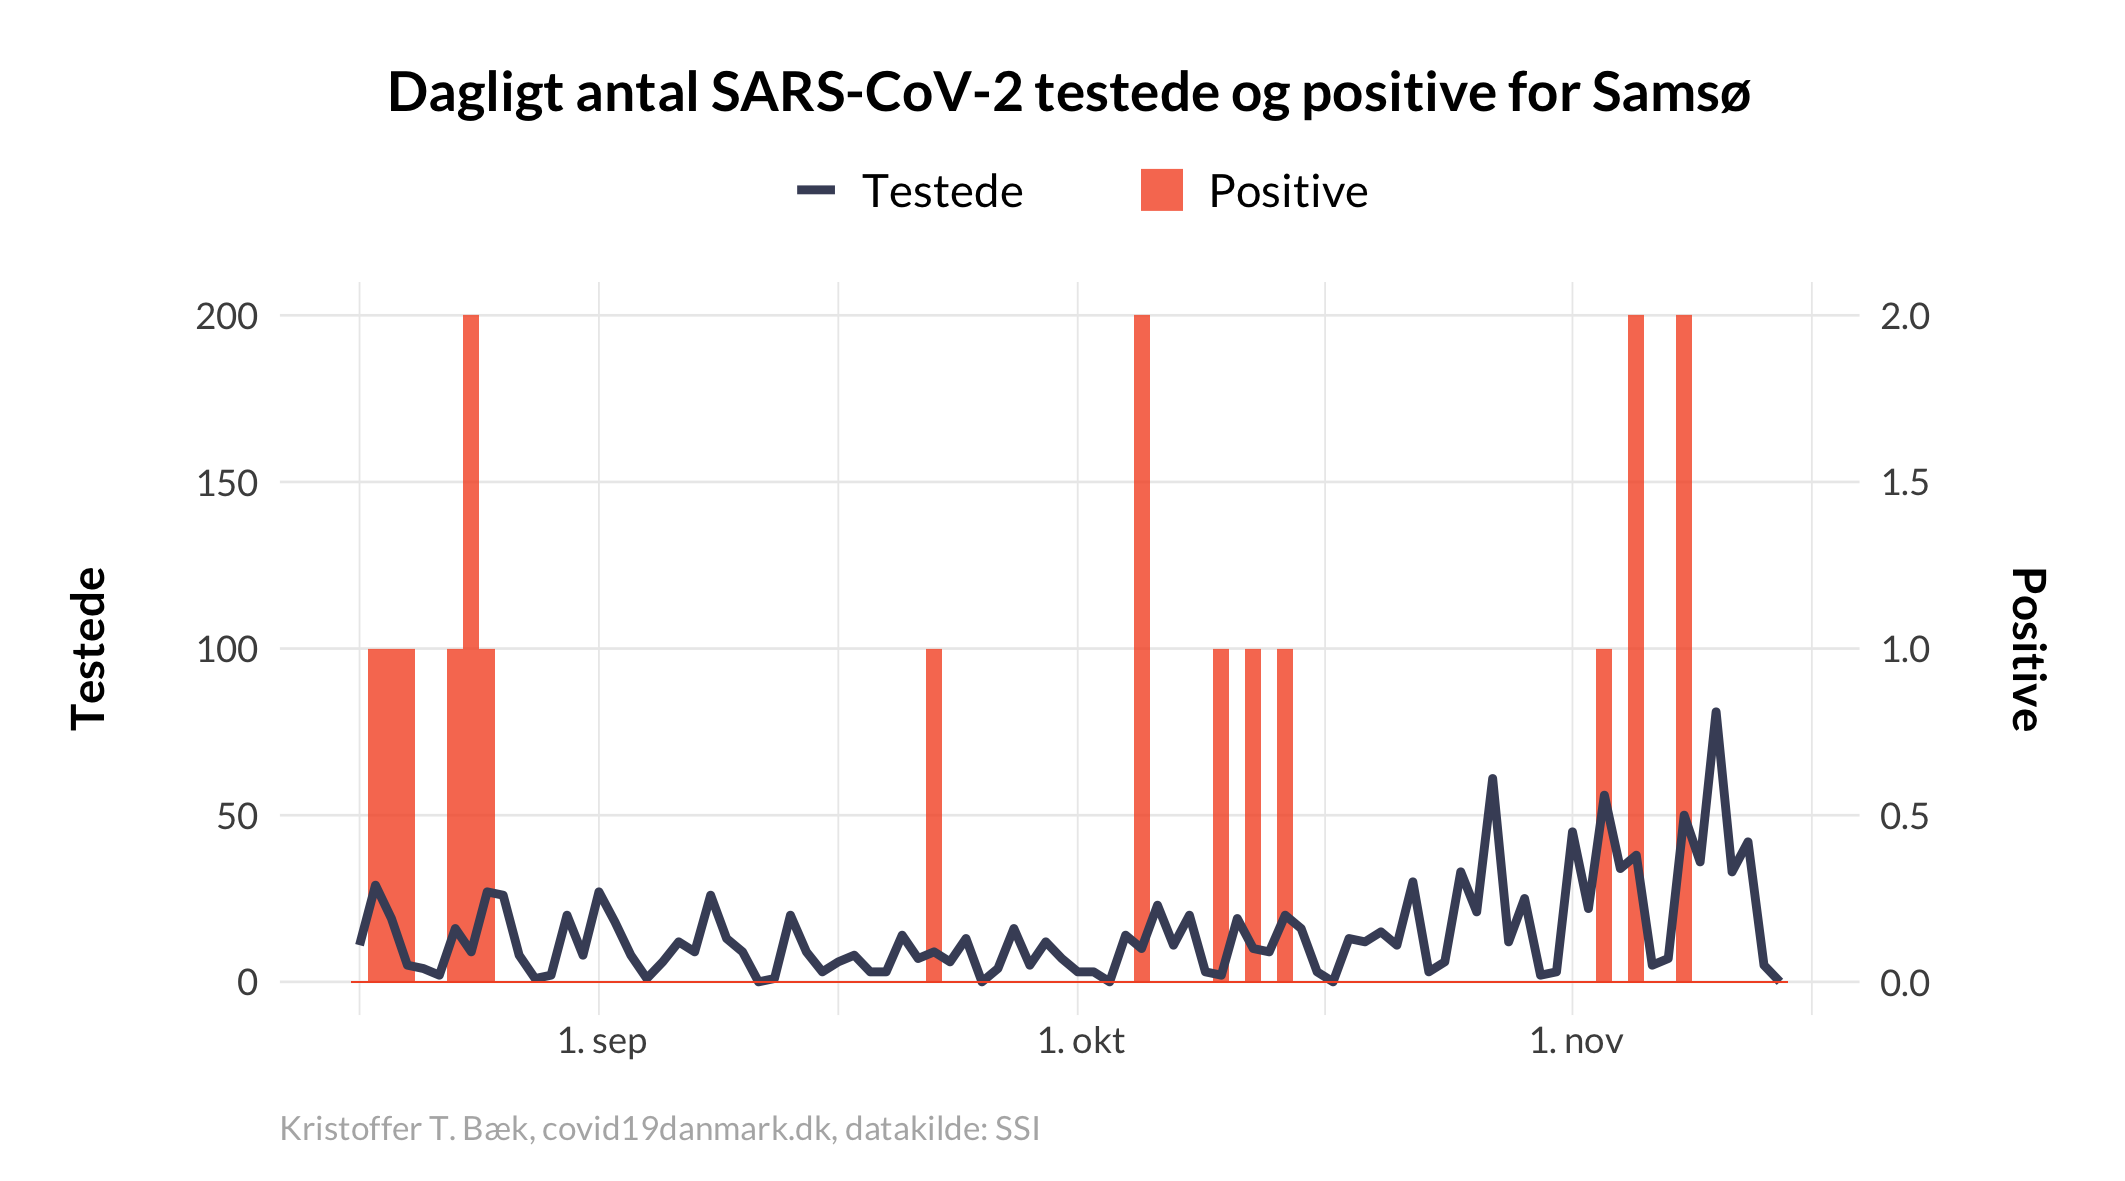 Dagligt antal SARS-CoV-2 testede og positive for Samsø
Testede
Positive
200
150
100
50
0
2.0
1.5
1.0
0.5
0.0
Testede
Positive
1. sep
1. okt
1. nov
Kristoffer T. Bæk, covid19danmark.dk, datakilde: SSI